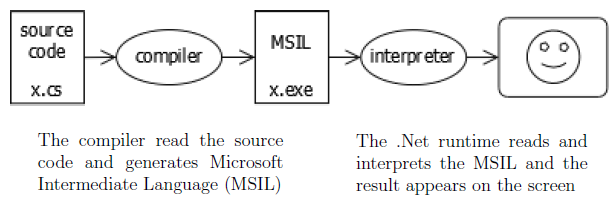 source
code
x.cs
compiler
MSIL
x.exe
interpreter
The compiler read the source
code and generates Microsoft
Intermediate Language (MSIL)
The .Net runtime reads and
interprets the MSIL and the
result appears on the screen